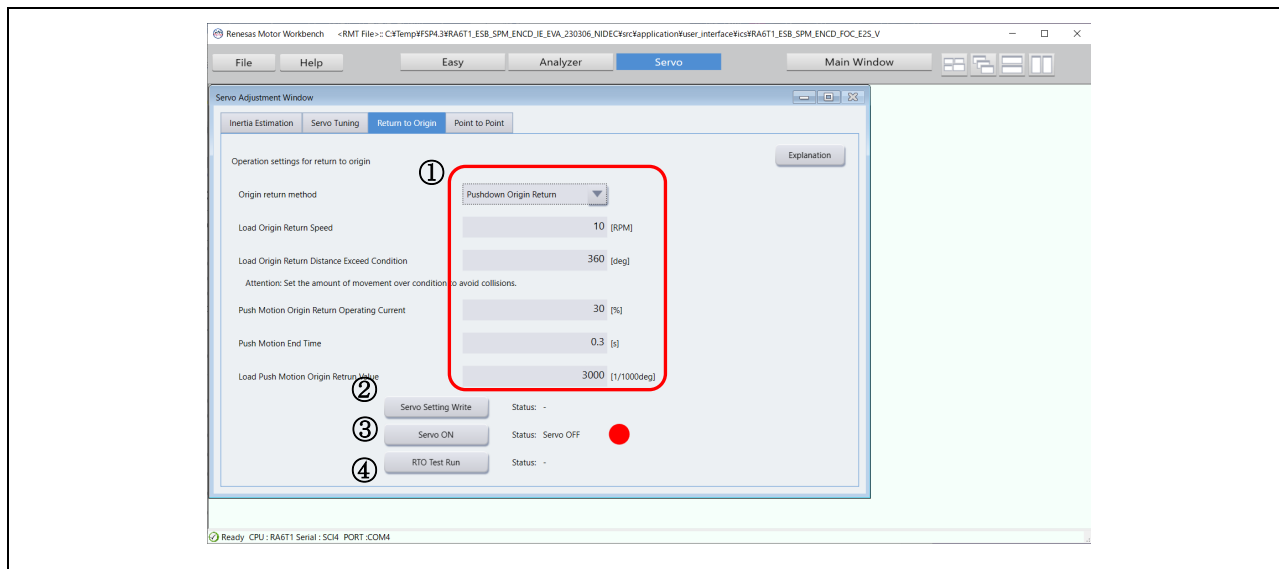 Renesas Motor Workbench <RMT File>:: C:¥Temp¥FSP4.3¥RA6T1_ESB_SPM_ENCD_IE_EVA_230306_NIDEC¥src¥application¥user_interface¥ics¥RA6T1_ESB_SPM_ENCD_FOC_E2S_V
File Help Easy Analyzer Servo Main Window
Servo Adjustment Window
Inertia Estimation Servo Tuning Return to Origin Point to Point
Operation settings for return to origin Explanation
①
Origin return method Pushdown Origin Return
Load Origin Return Speed 10 [RPM]
Load Origin Return Distance Exceed Condition 360 [deg]
Attention: Set the amount of movement over condition to avoid collisions.
Push Motion Origin Return Operating Current 30 [%]
Push Motion End Time 0.3 [s]
Load Push Motion Origin Retrun Value 3000 [1/1000deg]
② Servo Setting Write Status: -
③ Servo ON Status: Servo OFF
④ RTO Test Run Status: -
Ready CPU : RA6T1 Serial : SCI4 PORT :COM4